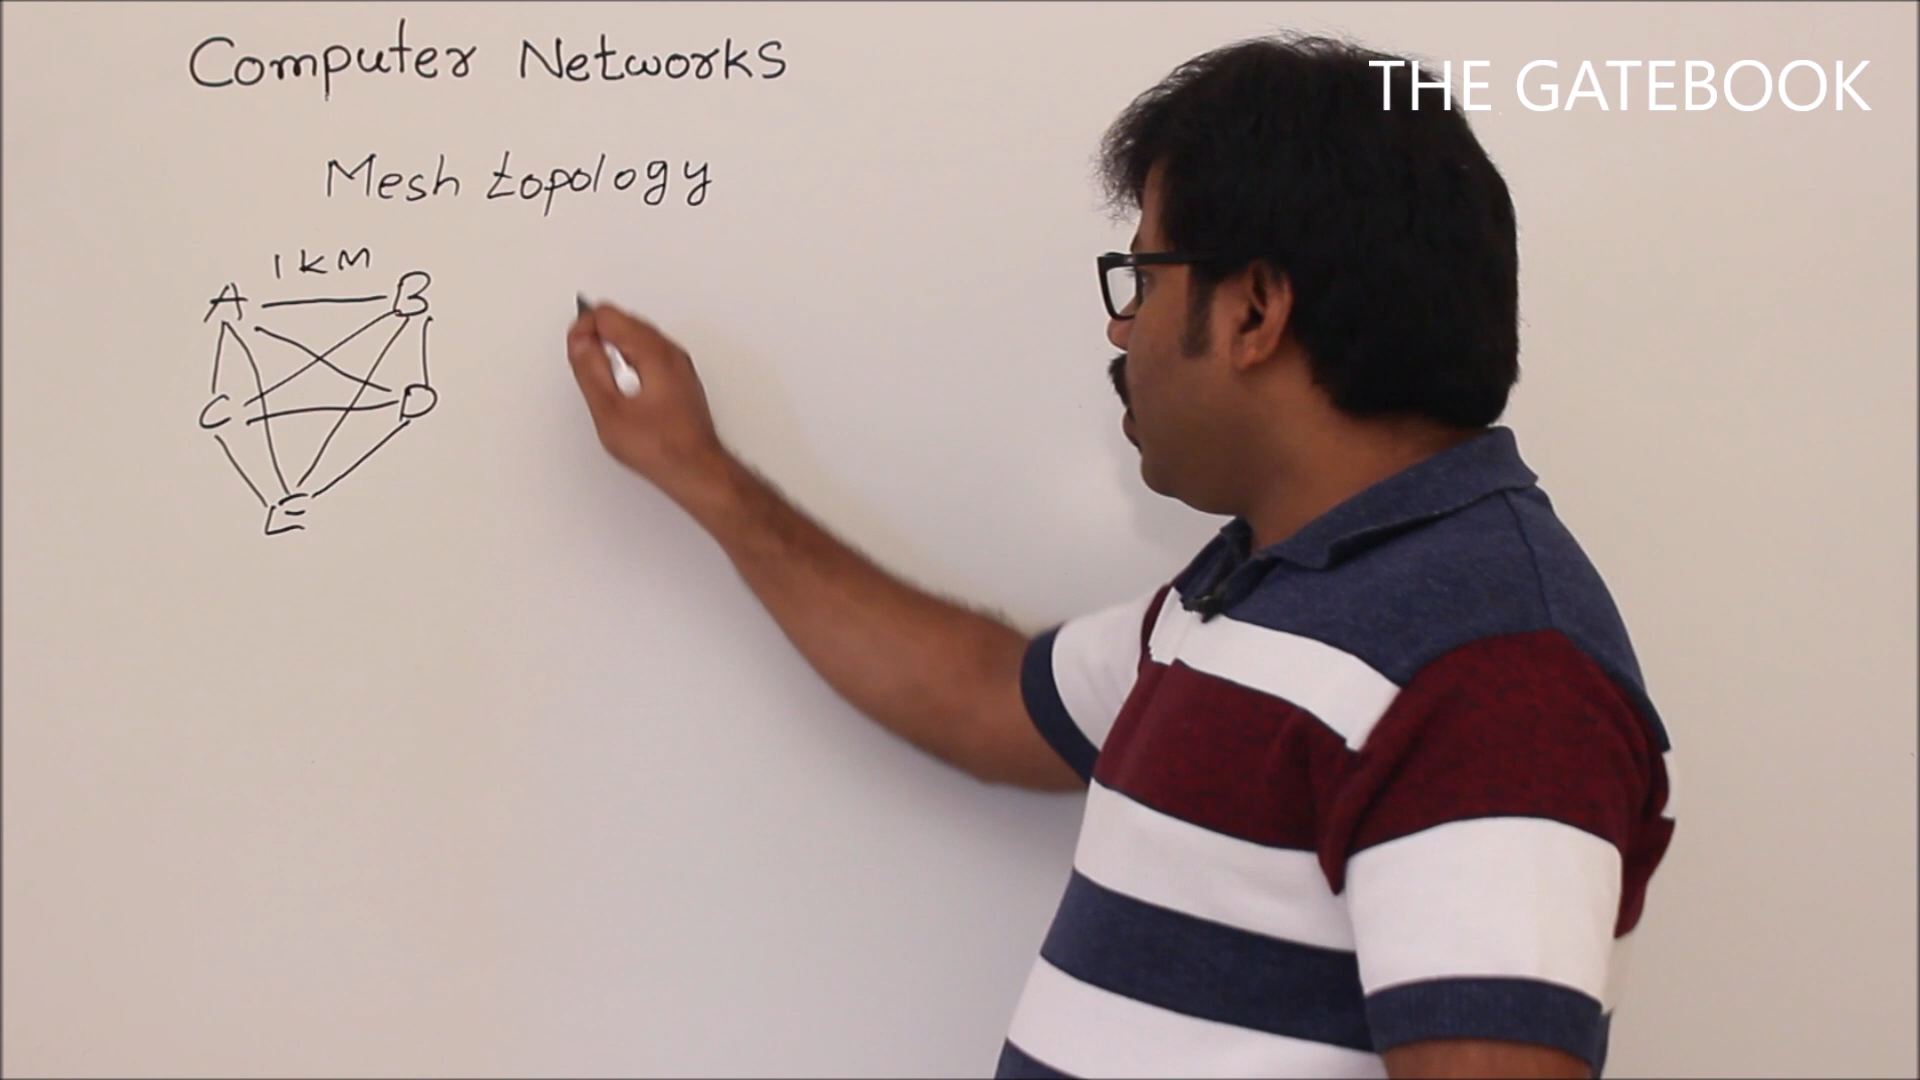 Computer Networks
THE GATEBOOK
Mesh topology
1 KM
A B
C D
E